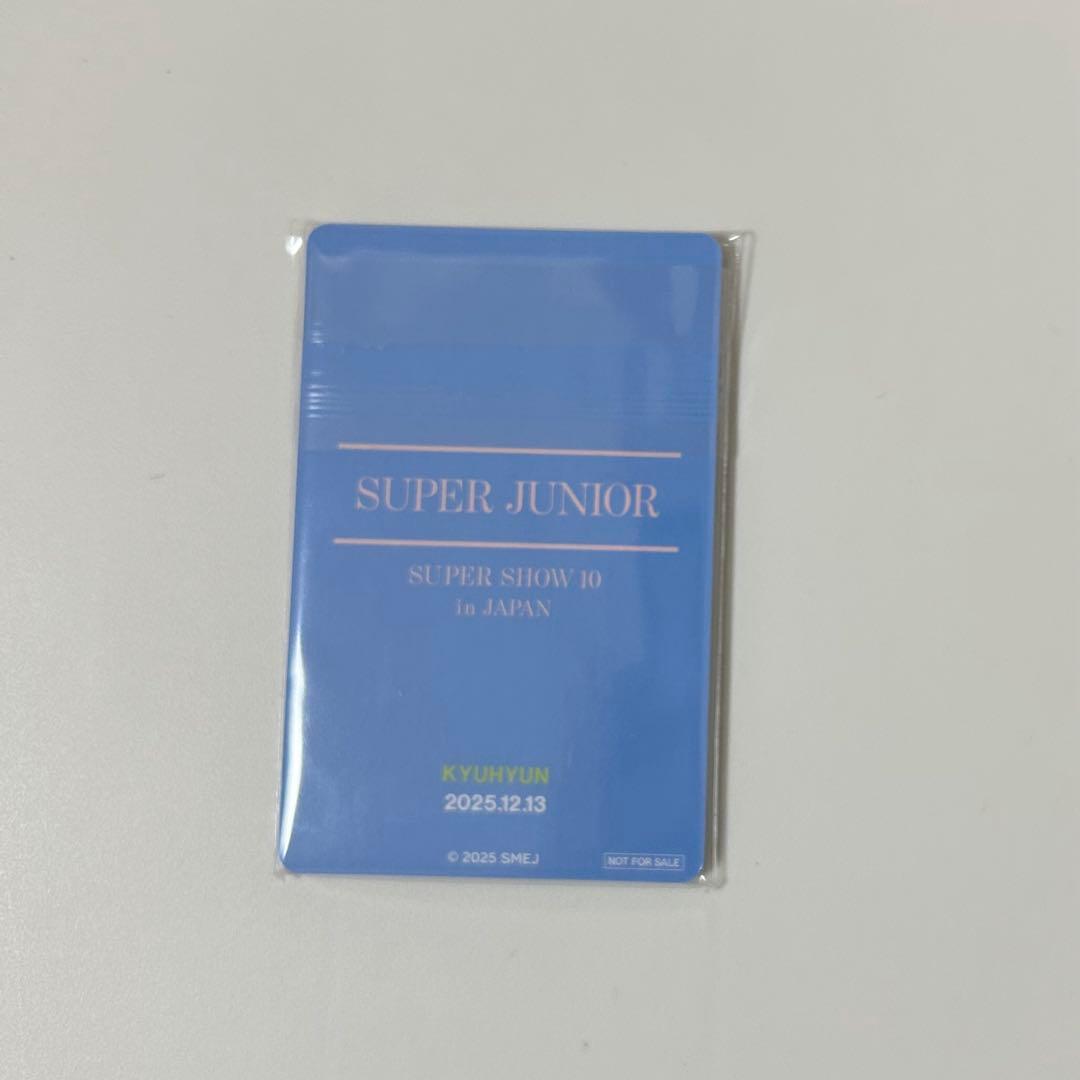 SUPER JUNIOR
SUPER SHOW 10
in JAPAN
KYUHYUN
2025.12.13
© 2025 SMEJ
NOT FOR SALE